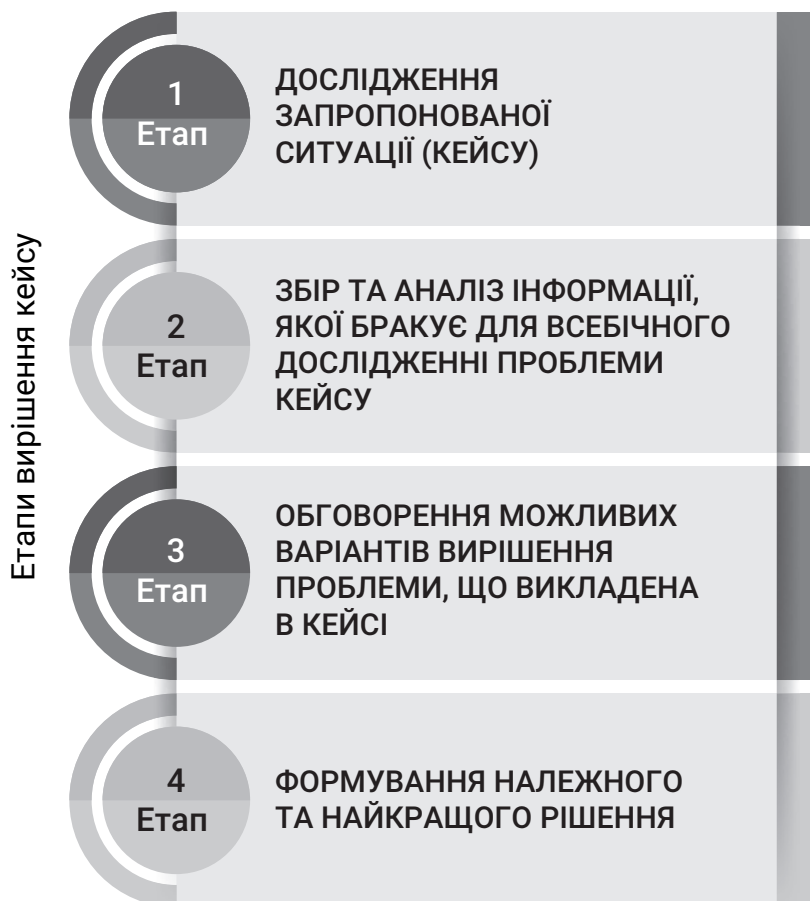 Етапи вирішення кейсу
1
Етап
ДОСЛІДЖЕННЯ
ЗАПРОПОНОВАНОЇ
СИТУАЦІЇ (КЕЙСУ)
2
Етап
ЗБІР ТА АНАЛІЗ ІНФОРМАЦІЇ,
ЯКОЇ БРАКУЄ ДЛЯ ВСЕБІЧНОГО
ДОСЛІДЖЕННІ ПРОБЛЕМИ
КЕЙСУ
3
Етап
ОБГОВОРЕННЯ МОЖЛИВИХ
ВАРІАНТІВ ВИРІШЕННЯ
ПРОБЛЕМИ, ЩО ВИКЛАДЕНА
В КЕЙСІ
4
Етап
ФОРМУВАННЯ НАЛЕЖНОГО
ТА НАЙКРАЩОГО РІШЕННЯ